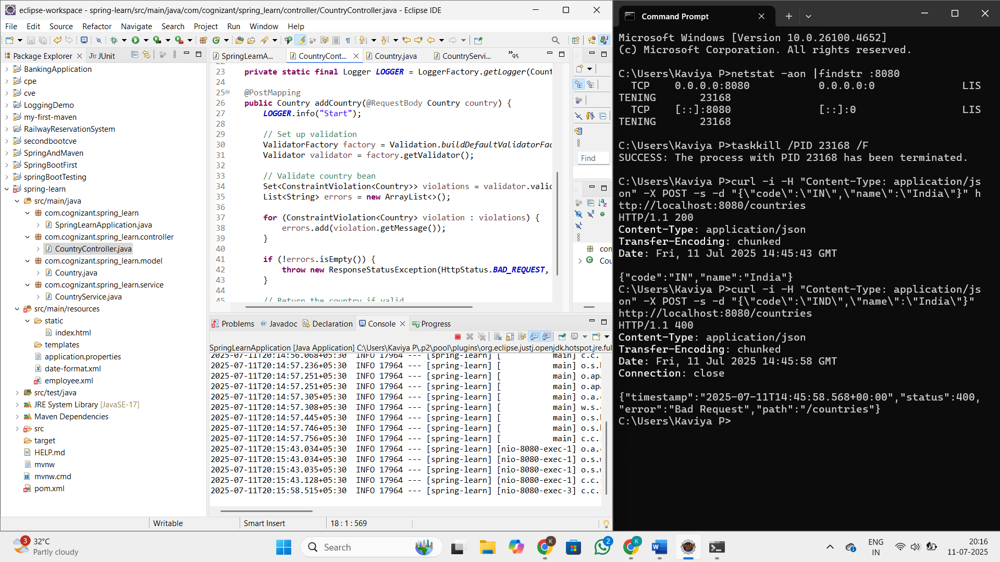 eclipse-workspace - spring-learn/src/main/java/com/cognizant/spring_learn/controller/CountryController.java - Eclipse IDE
File Edit Source Refactor Navigate Search Project Run Window Help
Package Explorer JUnit
BankingApplication
cpe
cve
LoggingDemo
my-first-maven
RailwayReservationSystem
secondbootcve
SpringAndMaven
SpringBootFirst
springBootTesting
spring-learn
src/main/java
com.cognizant.spring_learn
SpringLearnApplication.java
com.cognizant.spring_learn.controller
CountryController.java
com.cognizant.spring_learn.model
Country.java
com.cognizant.spring_learn.service
CountryService.java
src/main/resources
static
index.html
templates
application.properties
date-format.xml
employee.xml
src/test/java
JRE System Library [JavaSE-17]
Maven Dependencies
src
target
HELP.md
mvnw
mvnw.cmd
pom.xml
SpringLearnA... CountryCont... Country.java CountryServi... »95
23 private static final Logger LOGGER = LoggerFactory.getLogger(Count
24
25 @PostMapping
26 public Country addCountry(@RequestBody Country country) {
27 LOGGER.info("Start");
28
29 // Set up validation
30 ValidatorFactory factory = Validation.buildDefaultValidatorFac
31 Validator validator = factory.getValidator();
32
33 // Validate country bean
34 Set<ConstraintViolation<Country>> violations = validator.valid
35 List<String> errors = new ArrayList<>();
36
37 for (ConstraintViolation<Country> violation : violations) {
38 errors.add(violation.getMessage());
39 }
40
41 if (!errors.isEmpty()) {
42 throw new ResponseStatusException(HttpStatus.BAD_REQUEST,
43 }
44
45 // Return the country if valid
Find
con
Cou
Problems Javadoc Declaration Console Progress
SpringLearnApplication [Java Application] C:\Users\Kaviya P\.p2\pool\plugins\org.eclipse.justj.openjdk.hotspot.jre.ful
2025-07-11T20:14:56.068+05:30 INFO 17964 --- [spring-learn] [ main] c.c.s
2025-07-11T20:14:57.236+05:30 INFO 17964 --- [spring-learn] [ main] o.s.b
2025-07-11T20:14:57.251+05:30 INFO 17964 --- [spring-learn] [ main] o.apa
2025-07-11T20:14:57.251+05:30 INFO 17964 --- [spring-learn] [ main] o.apa
2025-07-11T20:14:57.305+05:30 INFO 17964 --- [spring-learn] [ main] o.a.c
2025-07-11T20:14:57.308+05:30 INFO 17964 --- [spring-learn] [ main] w.s.c
2025-07-11T20:14:57.445+05:30 INFO 17964 --- [spring-learn] [ main] o.s.b
2025-07-11T20:14:57.746+05:30 INFO 17964 --- [spring-learn] [ main] o.s.b
2025-07-11T20:14:57.756+05:30 INFO 17964 --- [spring-learn] [ main] c.c.s
2025-07-11T20:15:43.034+05:30 INFO 17964 --- [spring-learn] [nio-8080-exec-1] o.a.c
2025-07-11T20:15:43.034+05:30 INFO 17964 --- [spring-learn] [nio-8080-exec-1] o.s.w
2025-07-11T20:15:43.035+05:30 INFO 17964 --- [spring-learn] [nio-8080-exec-1] o.s.w
2025-07-11T20:15:43.128+05:30 INFO 17964 --- [spring-learn] [nio-8080-exec-1] c.c.s
2025-07-11T20:15:58.515+05:30 INFO 17964 --- [spring-learn] [nio-8080-exec-3] c.c.s
Writable Smart Insert 18 : 1 : 569
Command Prompt
Microsoft Windows [Version 10.0.26100.4652]
(c) Microsoft Corporation. All rights reserved.
C:\Users\Kaviya P>netstat -aon |findstr :8080
TCP 0.0.0.0:8080 0.0.0.0:0 LIS
TENING 23168
TCP [::]:8080 [::]:0 LIS
TENING 23168
C:\Users\Kaviya P>taskkill /PID 23168 /F
SUCCESS: The process with PID 23168 has been terminated.
C:\Users\Kaviya P>curl -i -H "Content-Type: application/js
on" -X POST -s -d "{\"code\":\"IN\",\"name\":\"India\"}" h
ttp://localhost:8080/countries
HTTP/1.1 200
Content-Type: application/json
Transfer-Encoding: chunked
Date: Fri, 11 Jul 2025 14:45:43 GMT
{"code":"IN","name":"India"}
C:\Users\Kaviya P>curl -i -H "Content-Type: application/js
on" -X POST -s -d "{\"code\":\"IND\",\"name\":\"India\"}"
http://localhost:8080/countries
HTTP/1.1 400
Content-Type: application/json
Transfer-Encoding: chunked
Date: Fri, 11 Jul 2025 14:45:58 GMT
Connection: close
{"timestamp":"2025-07-11T14:45:58.568+00:00","status":400,
"error":"Bad Request","path":"/countries"}
C:\Users\Kaviya P>
3
32°C
Partly cloudy
Search
2
ENG
IN
20:16
11-07-2025